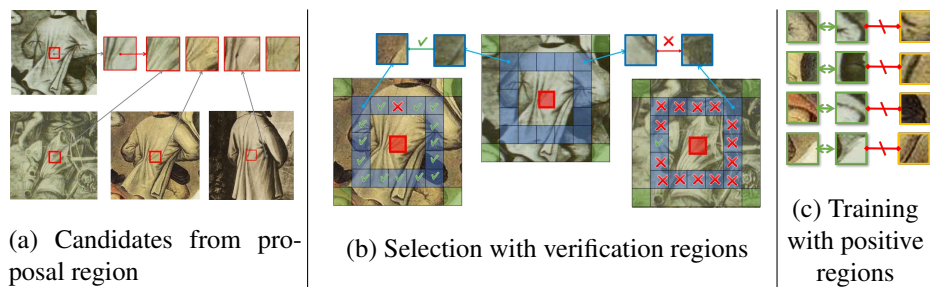 (a) Candidates from pro-
posal region
(b) Selection with verification regions
(c) Training
with positive
regions